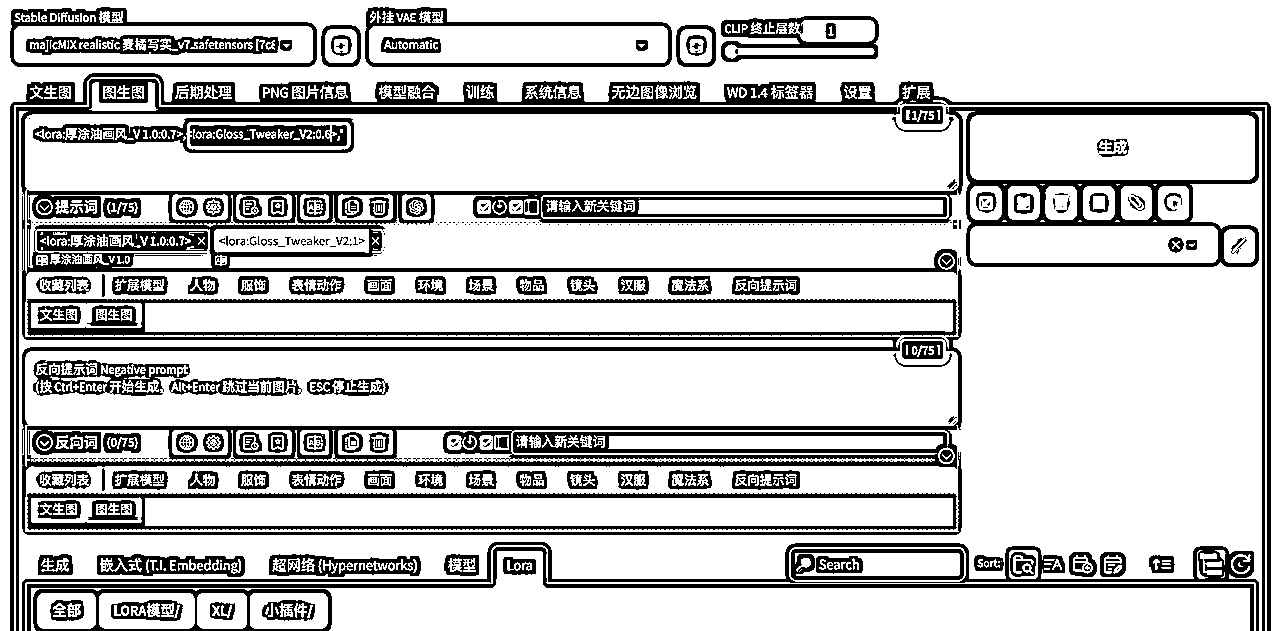 Stable Diffusion 模型
外挂 VAE 模型
CLIP 终止层数
1
majicMIX realistic 麦橘写实_v7.safetensors [7c8
Automatic
文生图 图生图 后期处理 PNG 图片信息 模型融合 训练 系统信息 无边图像浏览 WD 1.4 标签器 设置 扩展
1/75
<lora:厚涂油画风_V1.0:0.7>,<lora:Gloss_Tweaker_V2:0.6>,
生成
提示词 (1/75)
请输入新关键词
<lora:厚涂油画风_V1.0:0.7> ×
<lora:Gloss_Tweaker_V2:1> ×
厚涂油画风_V1.0
收藏列表 扩展模型 人物 服饰 表情动作 画面 环境 场景 物品 镜头 汉服 魔法系 反向提示词
文生图 图生图
0/75
反向提示词 Negative prompt
(按 Ctrl+Enter 开始生成, Alt+Enter 跳过当前图片, ESC 停止生成)
反向词 (0/75)
请输入新关键词
收藏列表 扩展模型 人物 服饰 表情动作 画面 环境 场景 物品 镜头 汉服 魔法系 反向提示词
文生图 图生图
生成 嵌入式 (T.I. Embedding) 超网络 (Hypernetworks) 模型 Lora
Search
Sort:
全部 LORA模型/ XL/ 小插件/